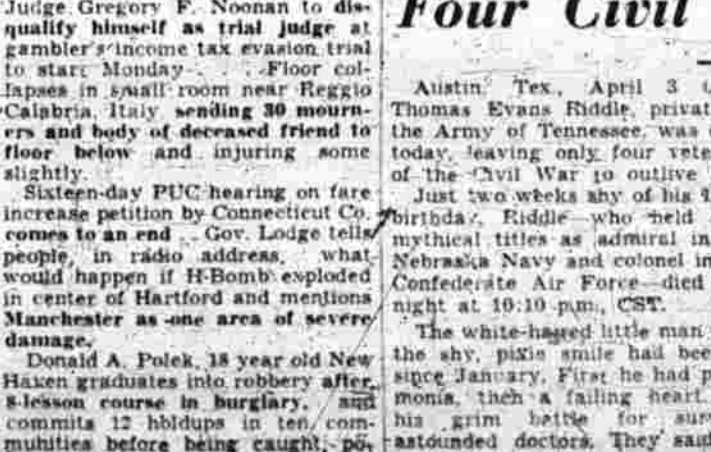 Judge Gregory F. Noonan to dis-
qualify himself as trial judge at
gambler's income tax evasion trial
to start Monday . . . Floor col-
lapses in small room near Reggio
Calabria, Italy sending 30 mourn-
ers and body of deceased friend to
floor below and injuring some
slightly.
Sixteen-day PUC hearing on fare
increase petition by Connecticut Co.
comes to an end . . Gov. Lodge tells
people, in radio address, what
would happen if H-Bomb exploded
in center of Hartford and mentions
Manchester as one area of severe
damage.
Donald A. Polek, 18 year old New
Haven graduates into robbery after
8-lesson course in burglary, and
commits 12 holdups in ten com-
munities before being caught, po-
Four Civil
Austin, Tex., April 3
Thomas Evans Riddle, privat
the Army of Tennessee, was
today, leaving only four vete
of the Civil War to outlive
Just two weeks shy of his
birthday, Riddle—who held
mythical titles as admiral in
Nebraska Navy and colonel in
Confederate Air Force—died
night at 10:10 p.m., CST.
The white-haired little man
the shy, pixie smile had bee
since January. First he had p
monia, then a failing heart.
his grim battle for surv
astounded doctors. They said